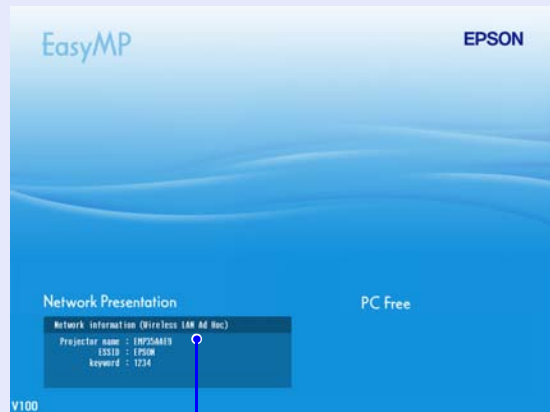 EasyMP
EPSON
Network Presentation
PC Free
Network information (Wireless LAN Ad Hoc)
Projector name : EMP35AAE9
ESSID : EPSON
keyword : 1234
V100